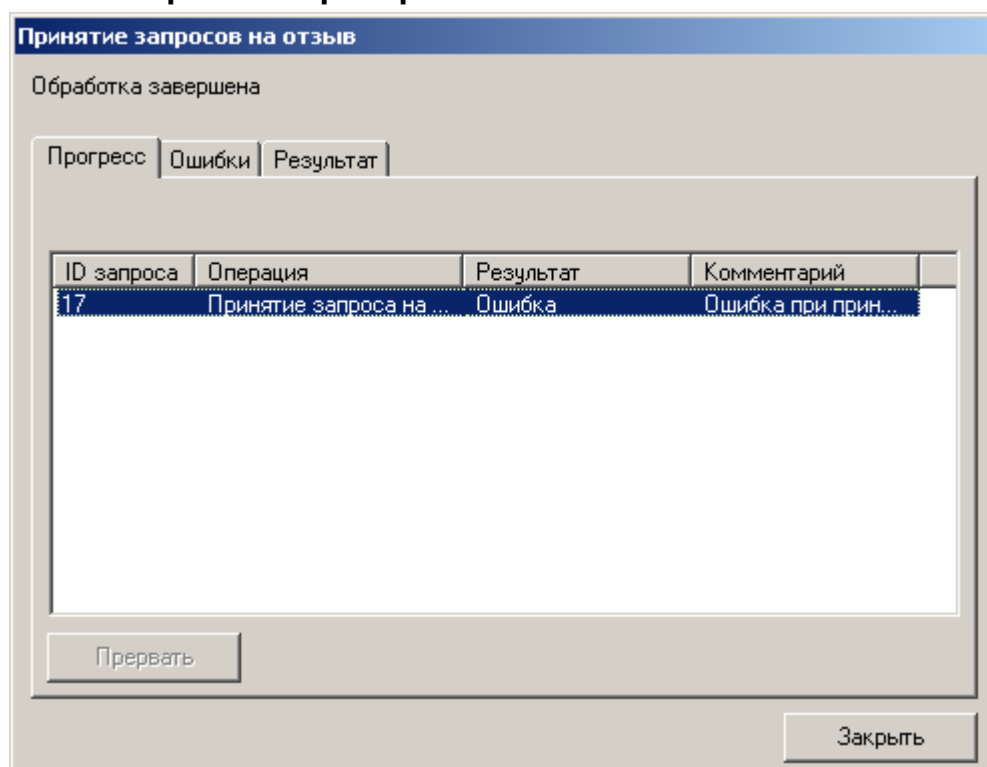 Принятие запросов на отзыв
Обработка завершена
Прогресс Ошибки Результат
ID запроса Операция Результат Комментарий
17 Принятие запроса на ... Ошибка Ошибка при прин...
Прервать
Закрыть